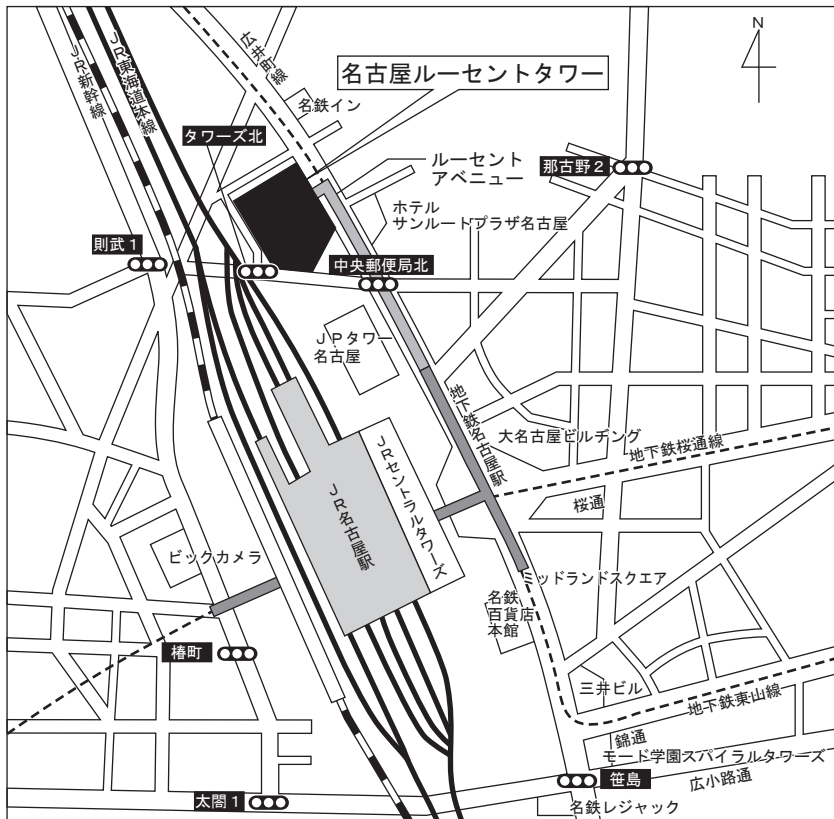 N
JR新幹線
JR東海道本線
広井町線
名古屋ルーセントタワー
名鉄イン
タワーズ北
ルーセント
アベニュー
那古野2
ホテル
サンルートプラザ名古屋
則武1
中央郵便局北
JPタワー
名古屋
地下鉄名古屋駅
大名古屋ビルヂング
地下鉄桜通線
JRセントラルタワーズ
JR名古屋駅
桜通
ビックカメラ
ミッドランドスクエア
名鉄
百貨店
本館
椿町
三井ビル
地下鉄東山線
錦通
モード学園スパイラルタワーズ
笹島
広小路通
太閤1
名鉄レジャック